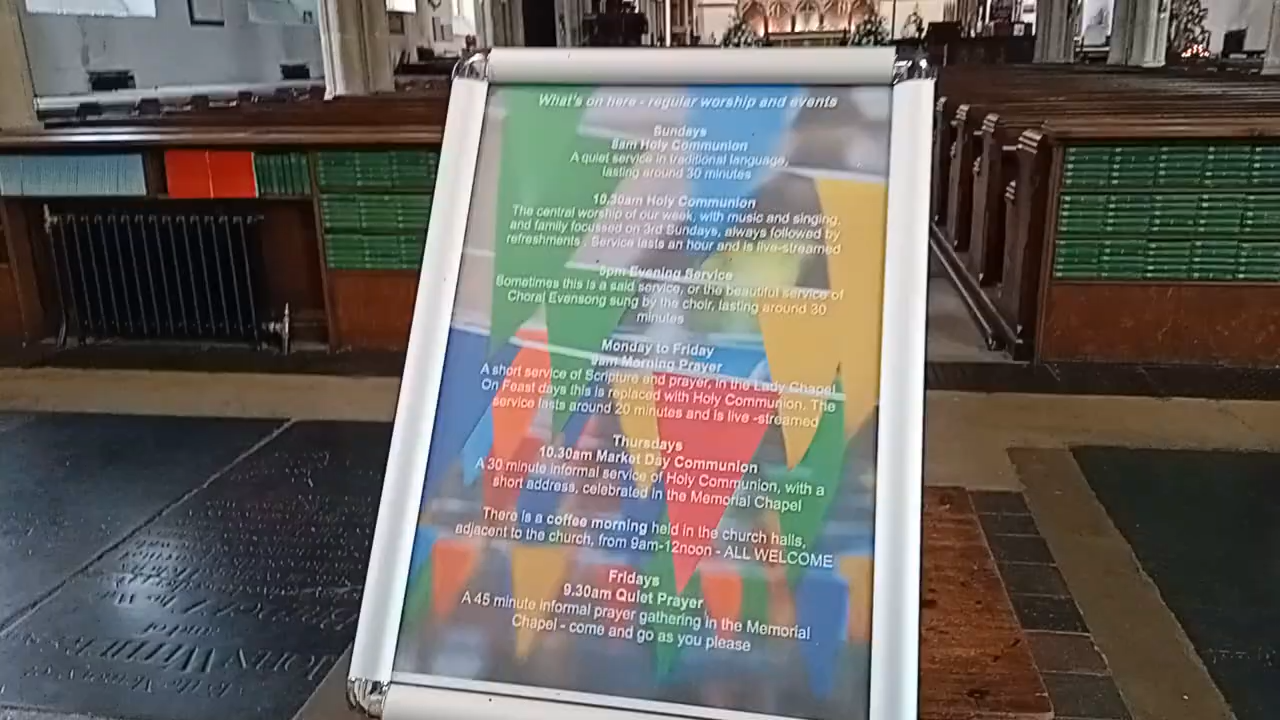 What's on here - regular worship and events
Sundays
8am Holy Communion
A quiet service in traditional language,
lasting around 30 minutes
10.30am Holy Communion
The central worship of our week, with music and singing,
and family focussed on 3rd Sundays, always followed by
refreshments . Service lasts an hour and is live-streamed
6pm Evening Service
Sometimes this is a said service, or the beautiful service of
Choral Evensong sung by the choir, lasting around 30
minutes
Monday to Friday
9am Morning Prayer
A short service of Scripture and prayer, in the Lady Chapel
On Feast days this is replaced with Holy Communion. The
service lasts around 20 minutes and is live -streamed
Thursdays
10.30am Market Day Communion
A 30 minute informal service of Holy Communion, with a
short address, celebrated in the Memorial Chapel
There is a coffee morning held in the church halls,
adjacent to the church, from 9am-12noon - ALL WELCOME
Fridays
9.30am Quiet Prayer
A 45 minute informal prayer gathering in the Memorial
Chapel - come and go as you please